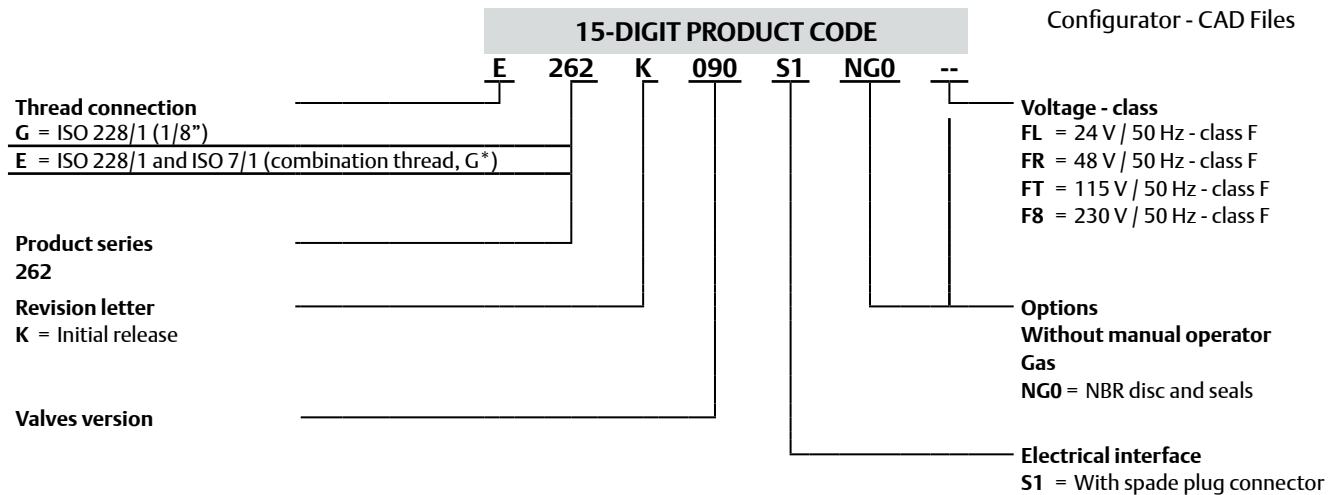 15-DIGIT PRODUCT CODE
Configurator - CAD Files
E 262 K 090 S1 NG0 --
Thread connection
G = ISO 228/1 (1/8”)
E = ISO 228/1 and ISO 7/1 (combination thread, G*)
Product series
262
Revision letter
K = Initial release
Valves version
Voltage - class
FL = 24 V / 50 Hz - class F
FR = 48 V / 50 Hz - class F
FT = 115 V / 50 Hz - class F
F8 = 230 V / 50 Hz - class F
Options
Without manual operator
Gas
NG0 = NBR disc and seals
Electrical interface
S1 = With spade plug connector